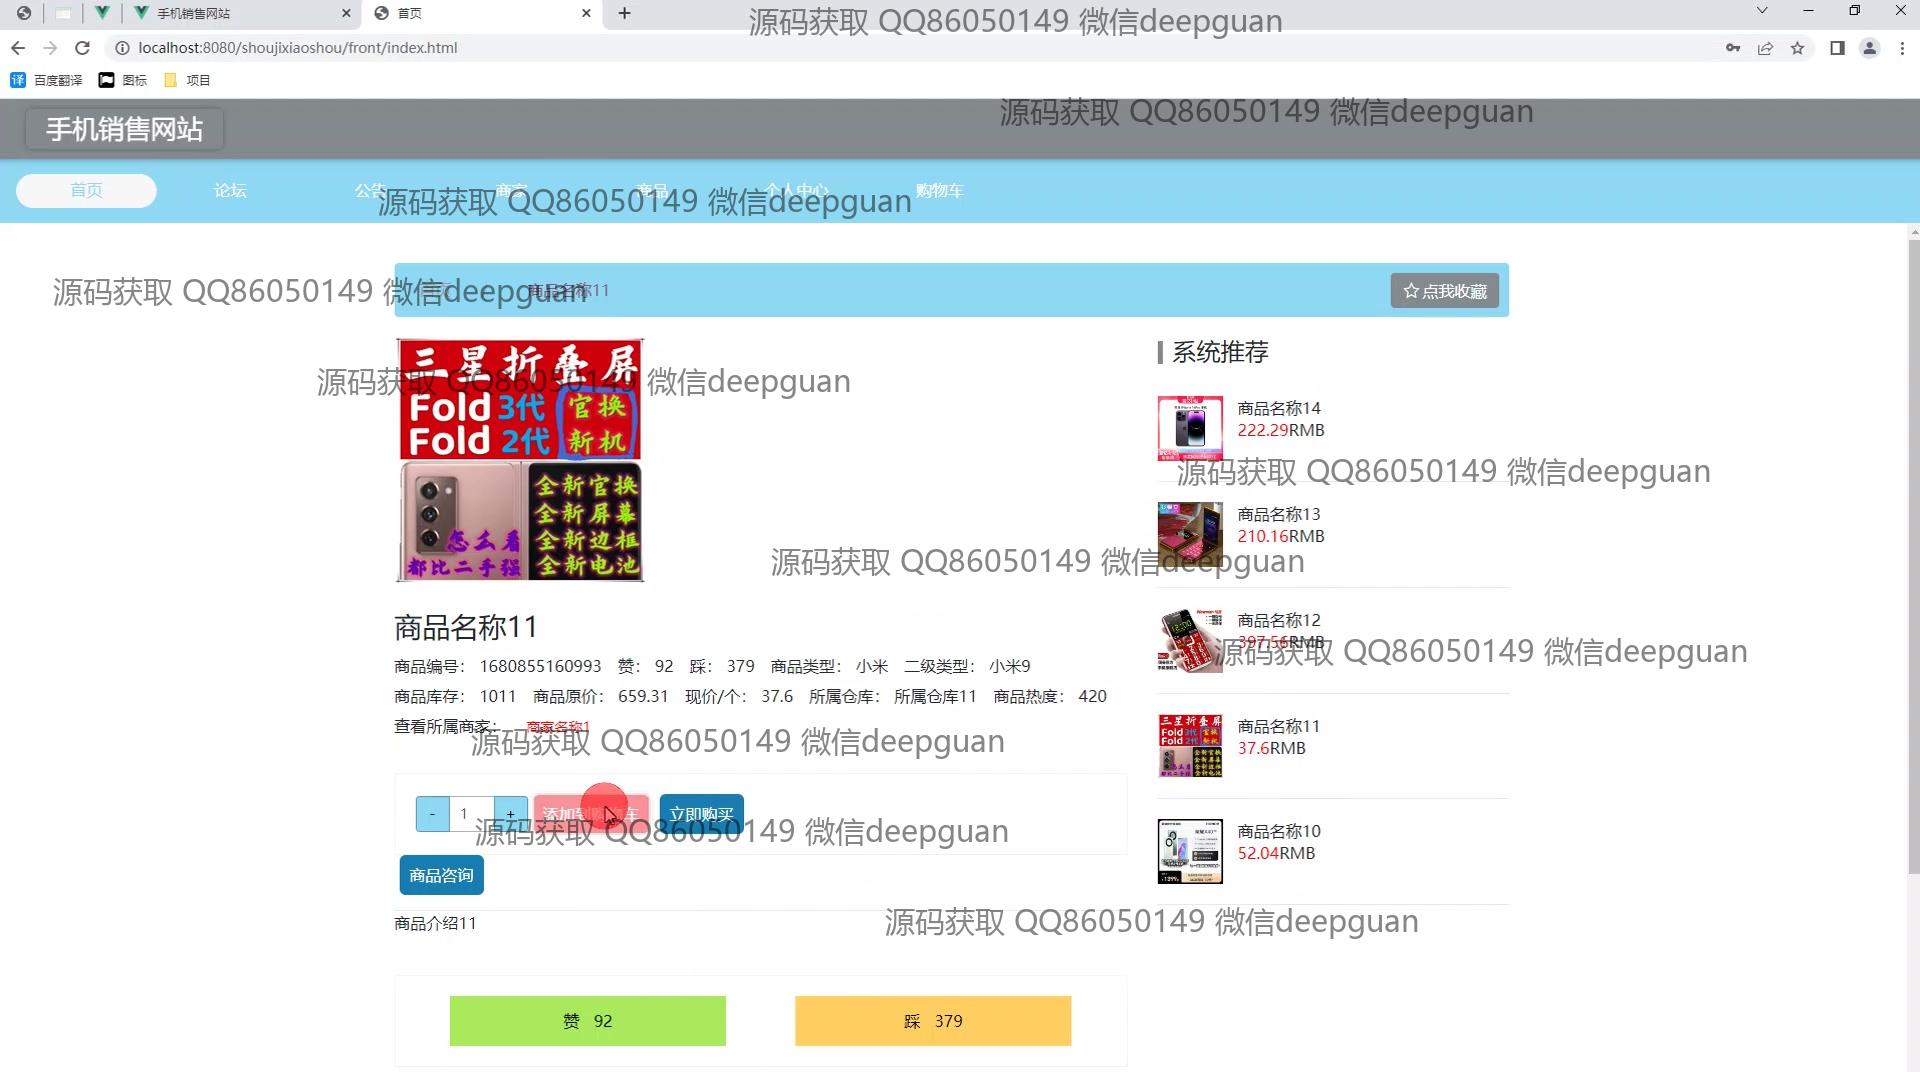 手机销售网站
首页
源码获取 QQ86050149 微信deepguan
localhost:8080/shoujixiaoshou/front/index.html
百度翻译 图标 项目
源码获取 QQ86050149 微信deepguan
手机销售网站
首页 论坛 公告 商家 商品 个人中心 购物车
源码获取 QQ86050149 微信deepguan
源码获取 QQ86050149 微信deepguan
商品名称11
点我收藏
三星折叠屏
Fold 3代 官换
Fold 2代 新机
全新官换
全新屏幕
全新边框
全新电池
怎么看
都比二手强
源码获取 QQ86050149 微信deepguan
系统推荐
商品名称14
222.29RMB
源码获取 QQ86050149 微信deepguan
商品名称13
210.16RMB
源码获取 QQ86050149 微信deepguan
商品名称12
397.56RMB
源码获取 QQ86050149 微信deepguan
商品名称11
37.6RMB
商品名称10
52.04RMB
商品名称11
商品编号： 1680855160993 赞： 92 踩： 379 商品类型： 小米 二级类型： 小米9
商品库存： 1011 商品原价： 659.31 现价/个： 37.6 所属仓库： 所属仓库11 商品热度： 420
查看所属商家： 商家名称1
源码获取 QQ86050149 微信deepguan
- 1 + 添加到购物车 立即购买
源码获取 QQ86050149 微信deepguan
商品咨询
商品介绍11
源码获取 QQ86050149 微信deepguan
赞 92
踩 379